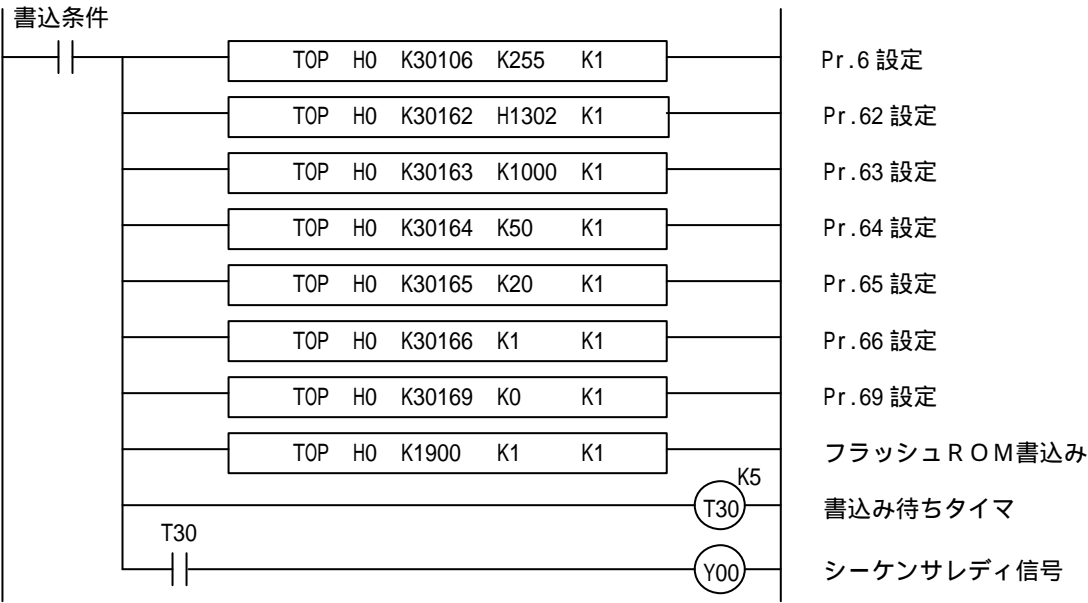 書込条件
TOP H0 K30106 K255 K1 Pr.6 設定
TOP H0 K30162 H1302 K1 Pr.62 設定
TOP H0 K30163 K1000 K1 Pr.63 設定
TOP H0 K30164 K50 K1 Pr.64 設定
TOP H0 K30165 K20 K1 Pr.65 設定
TOP H0 K30166 K1 K1 Pr.66 設定
TOP H0 K30169 K0 K1 Pr.69 設定
TOP H0 K1900 K1 K1 フラッシュＲＯＭ書込み
K5
T30 書込み待ちタイマ
T30
Y00 シーケンサレディ信号